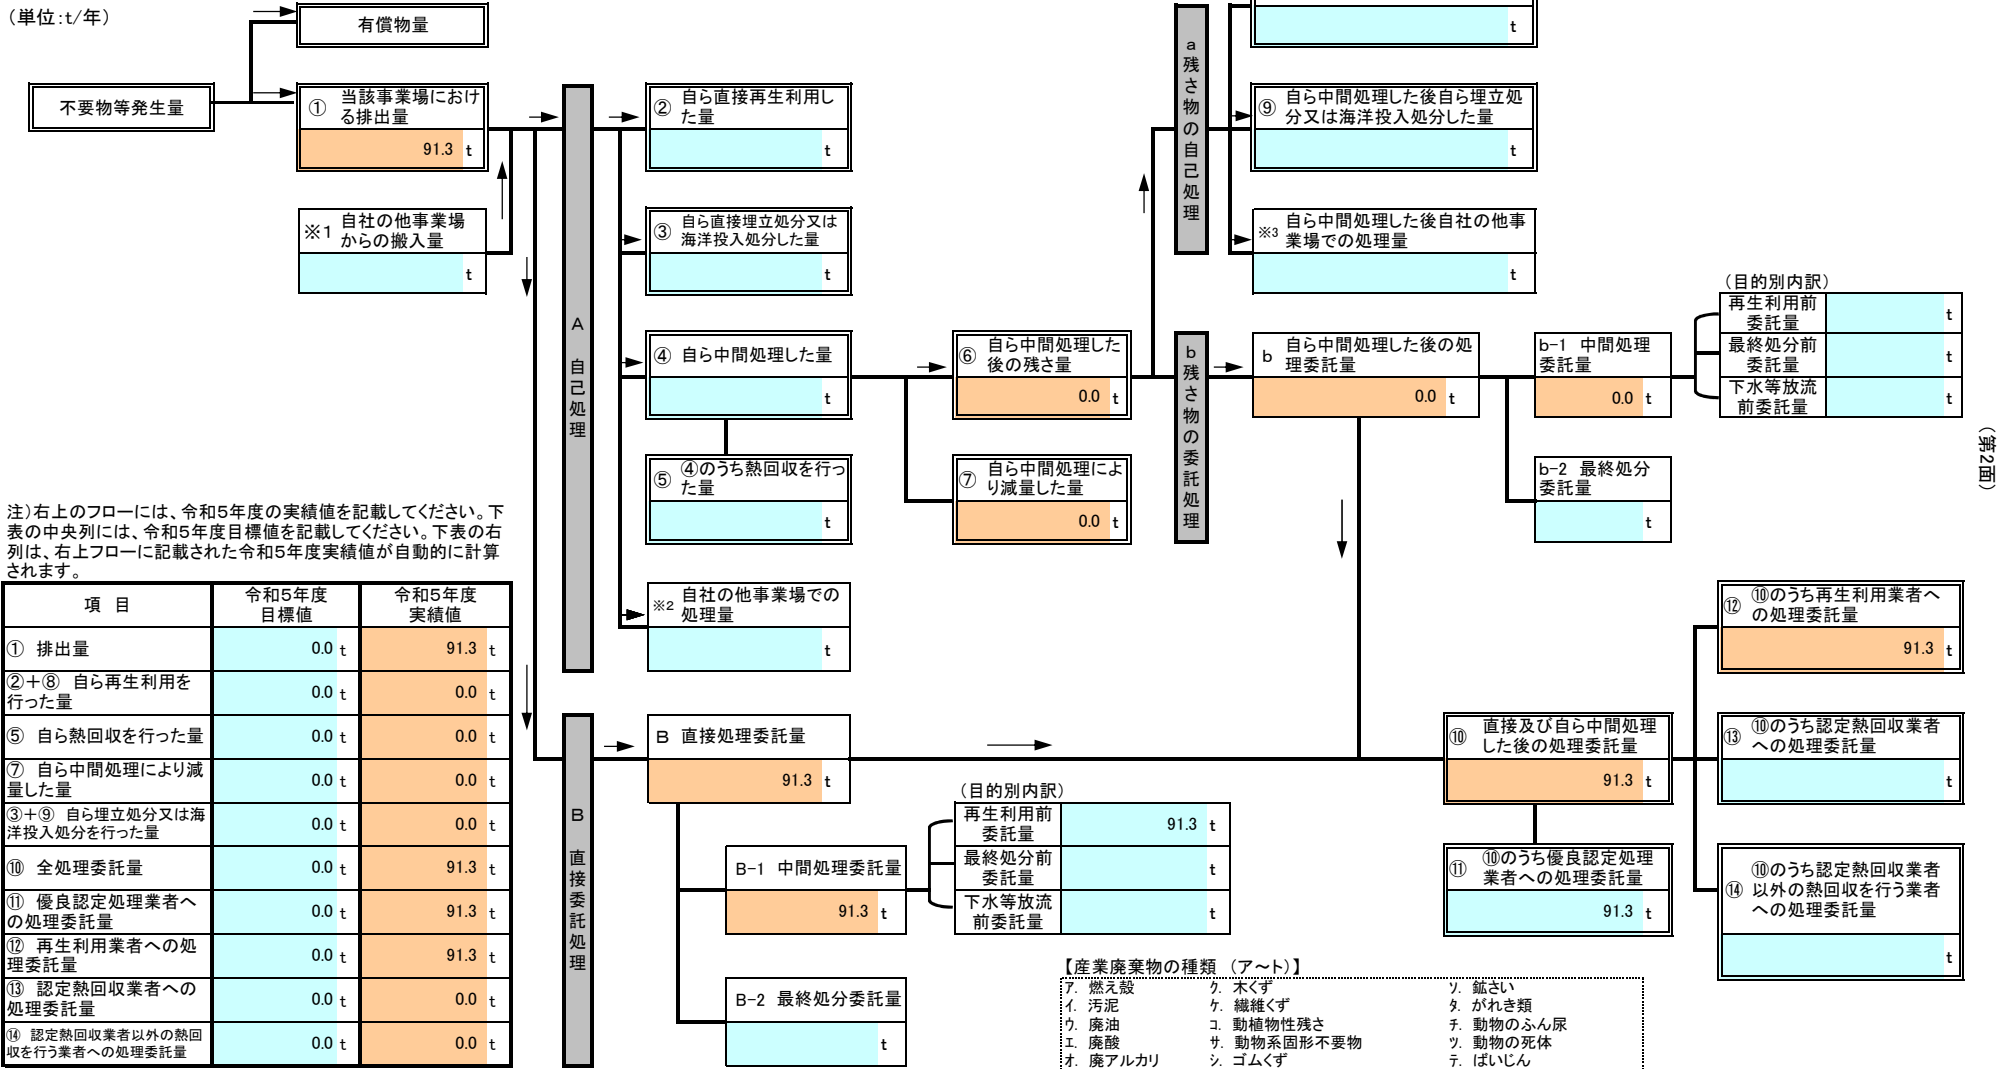 （単位：t/年）
有償物量
不要物等発生量
① 当該事業場におけ
る排出量
91.3 t
※1 自社の他事業場
からの搬入量
t
A 自己処理
② 自ら直接再生利用し
た量
t
③ 自ら直接埋立処分又は
海洋投入処分した量
t
④ 自ら中間処理した量
t
⑤ ④のうち熱回収を行っ
た量
t
※2 自社の他事業場での
処理量
t
⑥ 自ら中間処理した
後の残さ量
0.0 t
⑦ 自ら中間処理によ
り減量した量
0.0 t
a 残さ物の自己処理
t
⑨ 自ら中間処理した後自ら埋立処
分又は海洋投入処分した量
t
※3 自ら中間処理した後自社の他事
業場での処理量
t
b 残さ物の委託処理
b 自ら中間処理した後の処
理委託量
0.0 t
b-1 中間処理
委託量
0.0 t
b-2 最終処分
委託量
t
（目的別内訳）
再生利用前
委託量
t
最終処分前
委託量
t
下水等放流
前委託量
t
（第2面）
注）右上のフローには、令和5年度の実績値を記載してください。下
表の中央列には、令和5年度目標値を記載してください。下表の右
列は、右上フローに記載された令和5年度実績値が自動的に計算
されます。
項 目 令和5年度
目標値 令和5年度
実績値
① 排出量 0.0 t 91.3 t
②＋⑧ 自ら再生利用を
行った量 0.0 t 0.0 t
⑤ 自ら熱回収を行った量 0.0 t 0.0 t
⑦ 自ら中間処理により減
量した量 0.0 t 0.0 t
③＋⑨ 自ら埋立処分又は海
洋投入処分を行った量 0.0 t 0.0 t
⑩ 全処理委託量 0.0 t 91.3 t
⑪ 優良認定処理業者へ
の処理委託量 0.0 t 91.3 t
⑫ 再生利用業者への処
理委託量 0.0 t 91.3 t
⑬ 認定熱回収業者への
処理委託量 0.0 t 0.0 t
⑭ 認定熱回収業者以外の熱回
収を行う業者への処理委託量 0.0 t 0.0 t
B 直接委託処理
B 直接処理委託量
91.3 t
B-1 中間処理委託量
91.3 t
B-2 最終処分委託量
t
（目的別内訳）
再生利用前
委託量
91.3 t
最終処分前
委託量
t
下水等放流
前委託量
t
⑩ 直接及び自ら中間処理
した後の処理委託量
91.3 t
⑪ ⑩のうち優良認定処理
業者への処理委託量
91.3 t
⑫ ⑩のうち再生利用業者へ
の処理委託量
91.3 t
⑬ ⑩のうち認定熱回収業者
への処理委託量
t
⑭ ⑩のうち認定熱回収業者
以外の熱回収を行う業者
への処理委託量
t
【産業廃棄物の種類 （ア～ト）】
ア. 燃え殻 ク. 木くず ソ. 鉱さい
イ. 汚泥 ケ. 繊維くず タ. がれき類
ウ. 廃油 コ. 動植物性残さ チ. 動物のふん尿
エ. 廃酸 サ. 動物系固形不要物 ツ. 動物の死体
オ. 廃アルカリ シ. ゴムくず テ. ばいじん